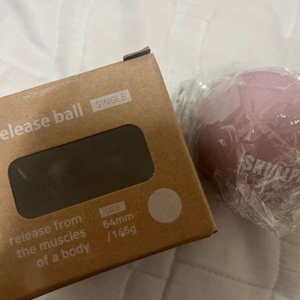 release ball SINGLE
release from
the muscles
of a body
64mm
/146g